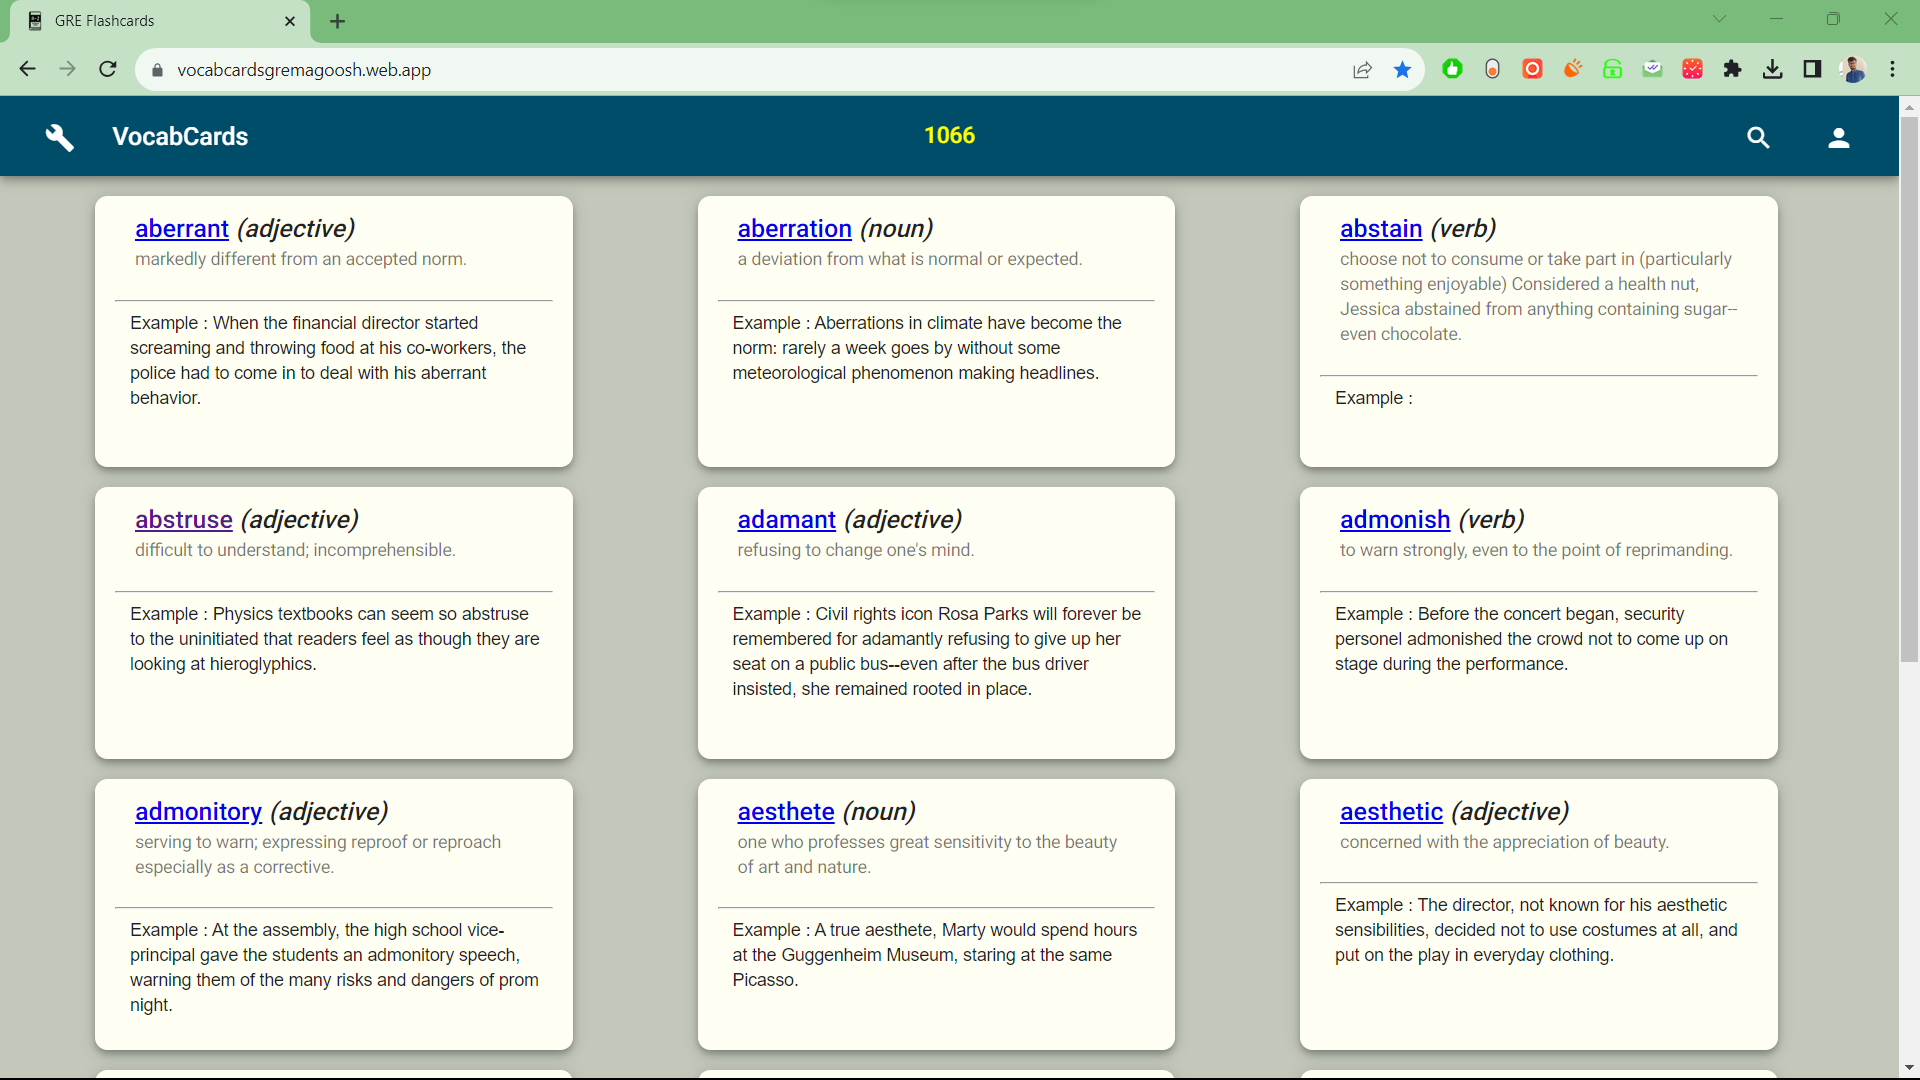 GRE Flashcards
vocabcardsgremagoosh.web.app
VocabCards
1066
aberrant (adjective)
markedly different from an accepted norm.
Example : When the financial director started
screaming and throwing food at his co-workers, the
police had to come in to deal with his aberrant
behavior.
aberration (noun)
a deviation from what is normal or expected.
Example : Aberrations in climate have become the
norm: rarely a week goes by without some
meteorological phenomenon making headlines.
abstain (verb)
choose not to consume or take part in (particularly
something enjoyable) Considered a health nut,
Jessica abstained from anything containing sugar--
even chocolate.
Example :
abstruse (adjective)
difficult to understand; incomprehensible.
Example : Physics textbooks can seem so abstruse
to the uninitiated that readers feel as though they are
looking at hieroglyphics.
adamant (adjective)
refusing to change one's mind.
Example : Civil rights icon Rosa Parks will forever be
remembered for adamantly refusing to give up her
seat on a public bus--even after the bus driver
insisted, she remained rooted in place.
admonish (verb)
to warn strongly, even to the point of reprimanding.
Example : Before the concert began, security
personel admonished the crowd not to come up on
stage during the performance.
admonitory (adjective)
serving to warn; expressing reproof or reproach
especially as a corrective.
Example : At the assembly, the high school vice-
principal gave the students an admonitory speech,
warning them of the many risks and dangers of prom
night.
aesthete (noun)
one who professes great sensitivity to the beauty
of art and nature.
Example : A true aesthete, Marty would spend hours
at the Guggenheim Museum, staring at the same
Picasso.
aesthetic (adjective)
concerned with the appreciation of beauty.
Example : The director, not known for his aesthetic
sensibilities, decided not to use costumes at all, and
put on the play in everyday clothing.